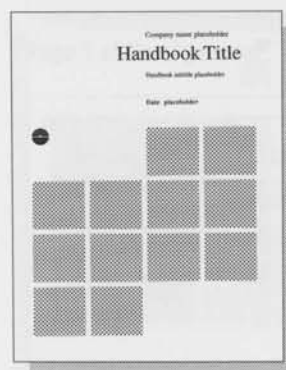 Company name placeholder
Handbook Title
Handbook subtitle placeholder
Date placeholder